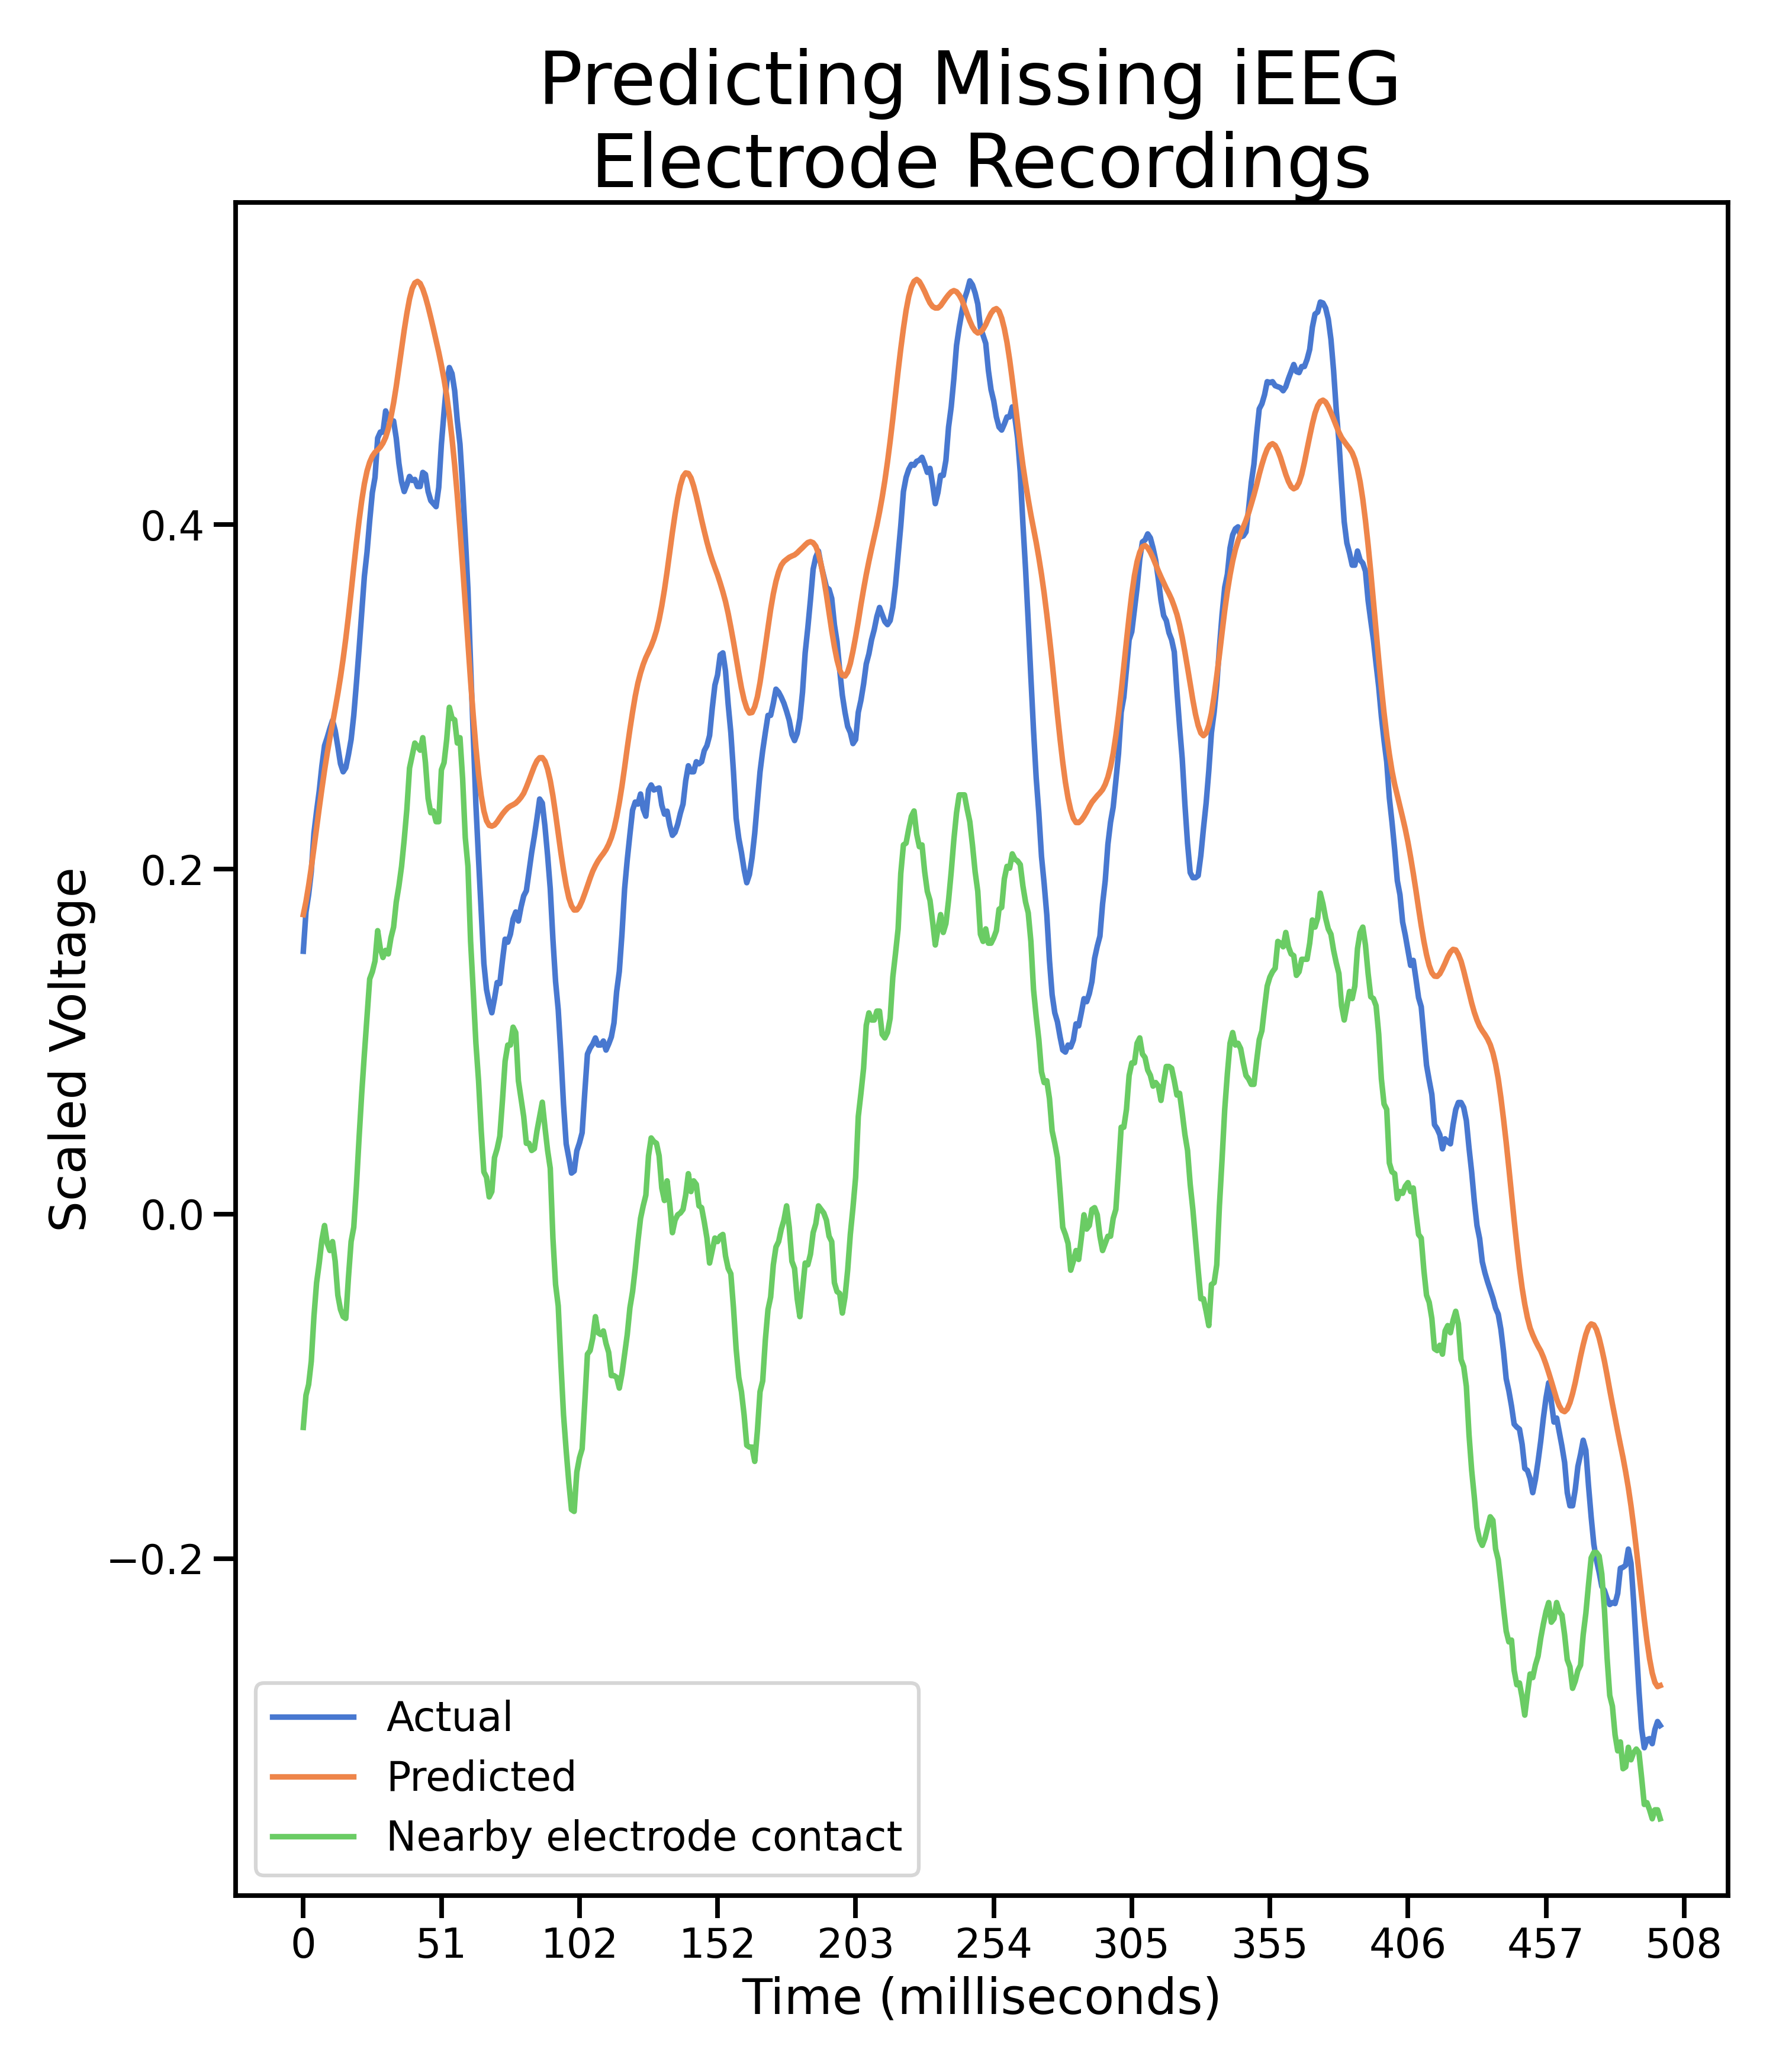 Predicting Missing iEEG
Electrode Recordings
Scaled Voltage
0.4
0.2
0.0
−0.2
Actual
Predicted
Nearby electrode contact
0 51 102 152 203 254 305 355 406 457 508
Time (milliseconds)